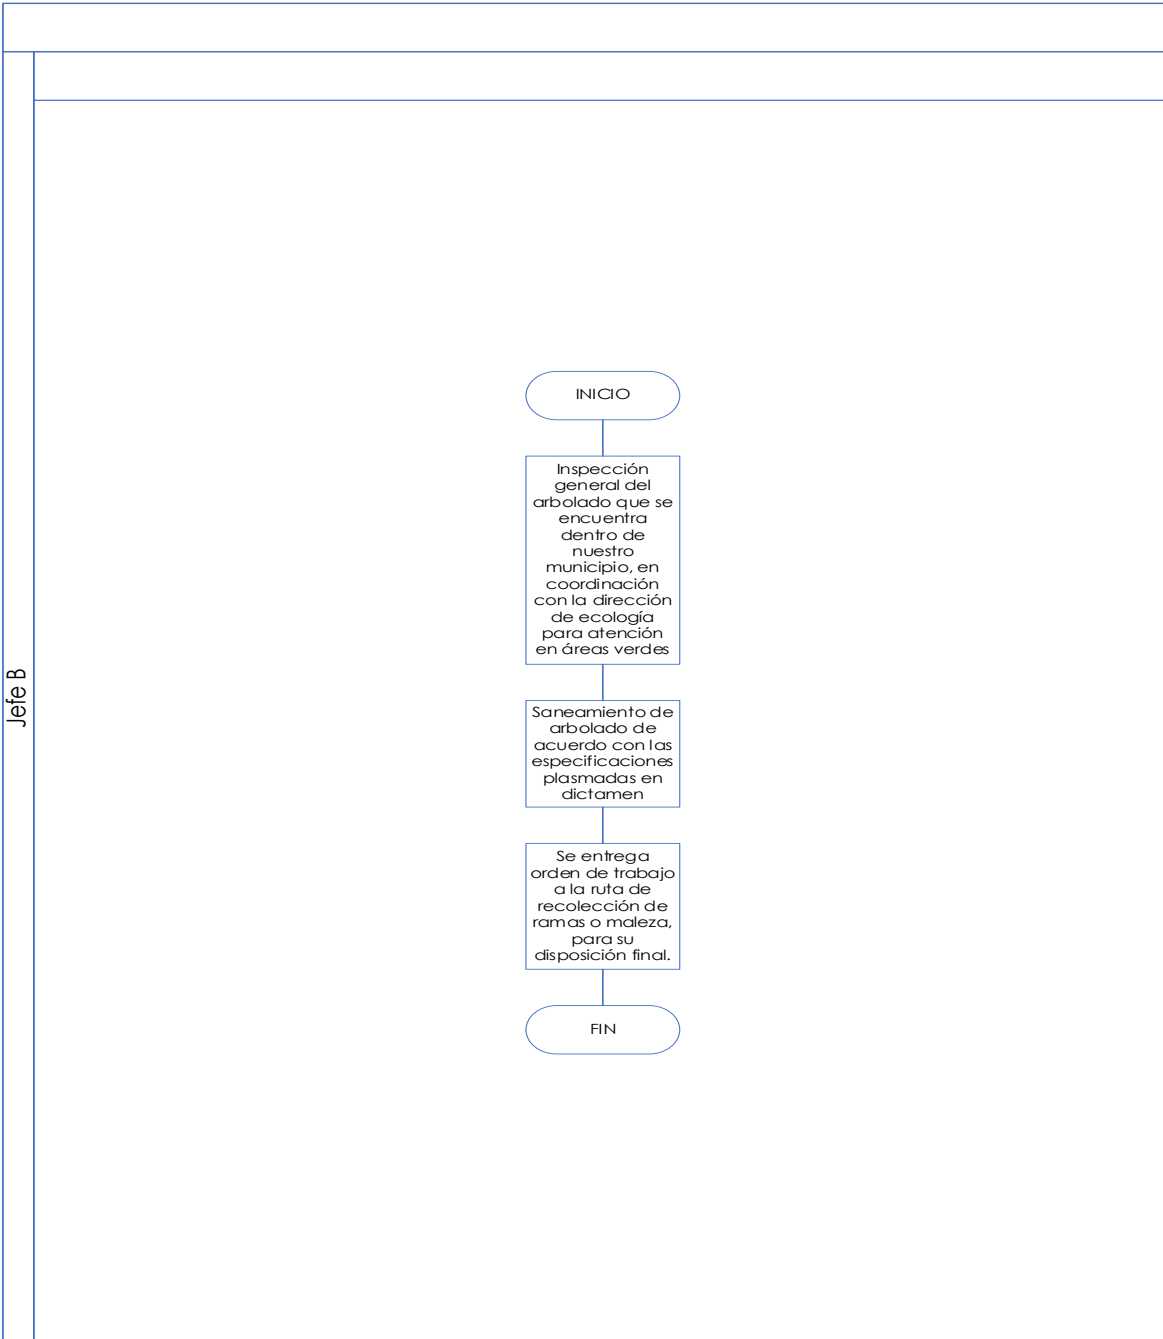 INICIO
Inspección
general del
arbolado que se
encuentra
dentro de
nuestro
municipio, en
coordinación
con la dirección
de ecología
para atención
en áreas verdes
Jefe B
Saneamiento de
arbolado de
acuerdo con las
especificaciones
plasmadas en
dictamen
Se entrega
orden de trabajo
a la ruta de
recolección de
ramas o maleza,
para su
disposición final.
FIN